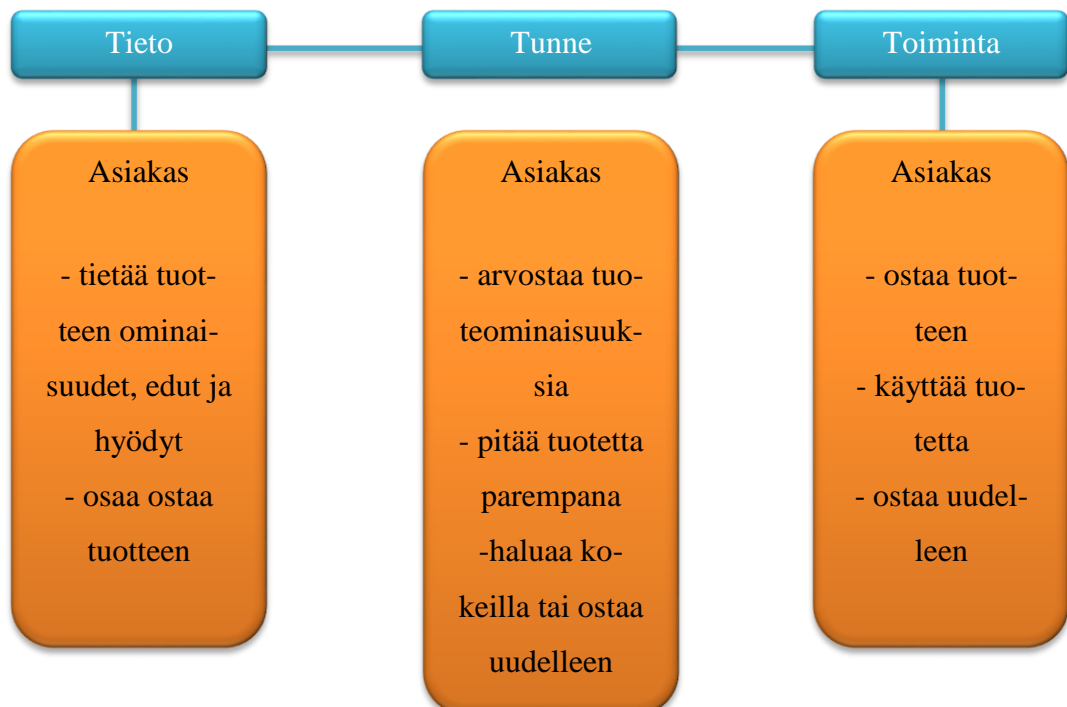 Tieto
Tunne
Toiminta
Asiakas
- tietää tuot-
teen ominai-
suudet, edut ja
hyödyt
- osaa ostaa
tuotteen
Asiakas
- arvostaa tuo-
teominaisuuk-
sia
- pitää tuotetta
parempana
-haluaa ko-
keilla tai ostaa
uudelleen
Asiakas
- ostaa tuot-
teen
- käyttää tuo-
tetta
- ostaa uudel-
leen